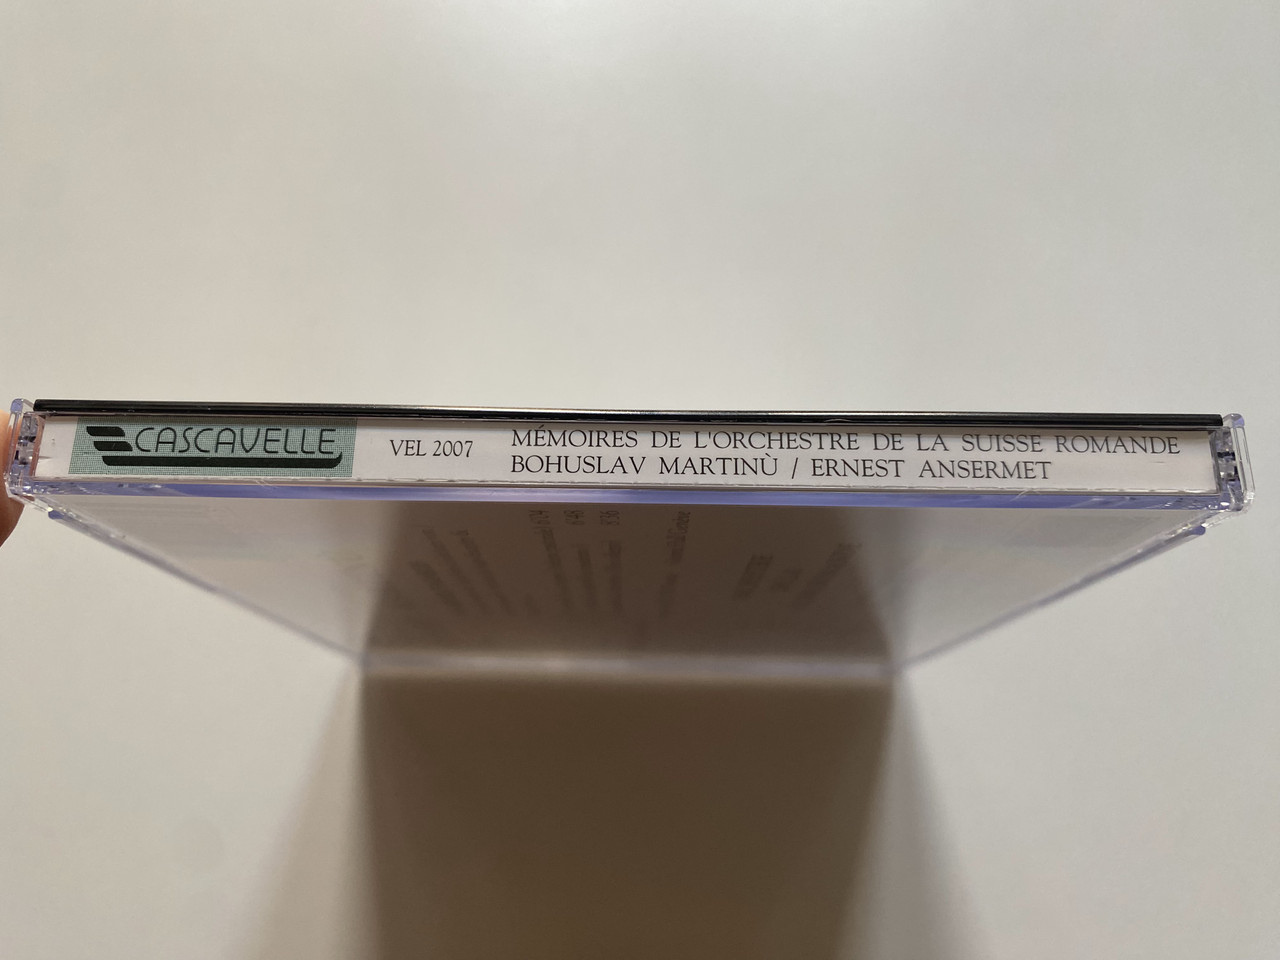 CASCAVELLE
VEL 2007
MÉMOIRES DE L'ORCHESTRE DE LA SUISSE ROMANDE
BOHUSLAV MARTINÙ / ERNEST ANSERMET